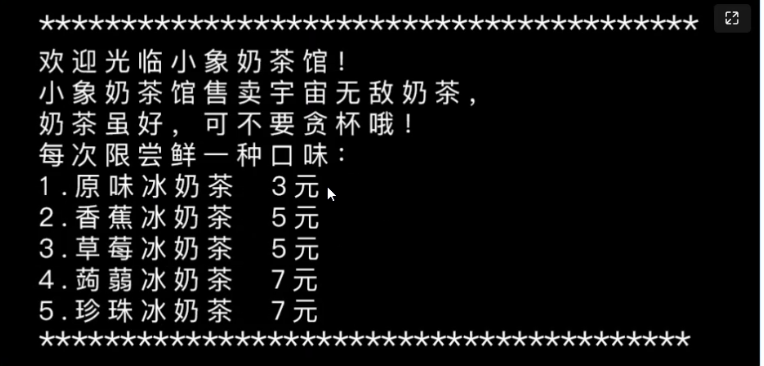 ****************************************
欢迎光临小象奶茶馆！
小象奶茶馆售卖宇宙无敌奶茶，
奶茶虽好，可不要贪杯哦！
每次限尝鲜一种口味：
1.原味冰奶茶 3元
2.香蕉冰奶茶 5元
3.草莓冰奶茶 5元
4.蒟蒻冰奶茶 7元
5.珍珠冰奶茶 7元
****************************************